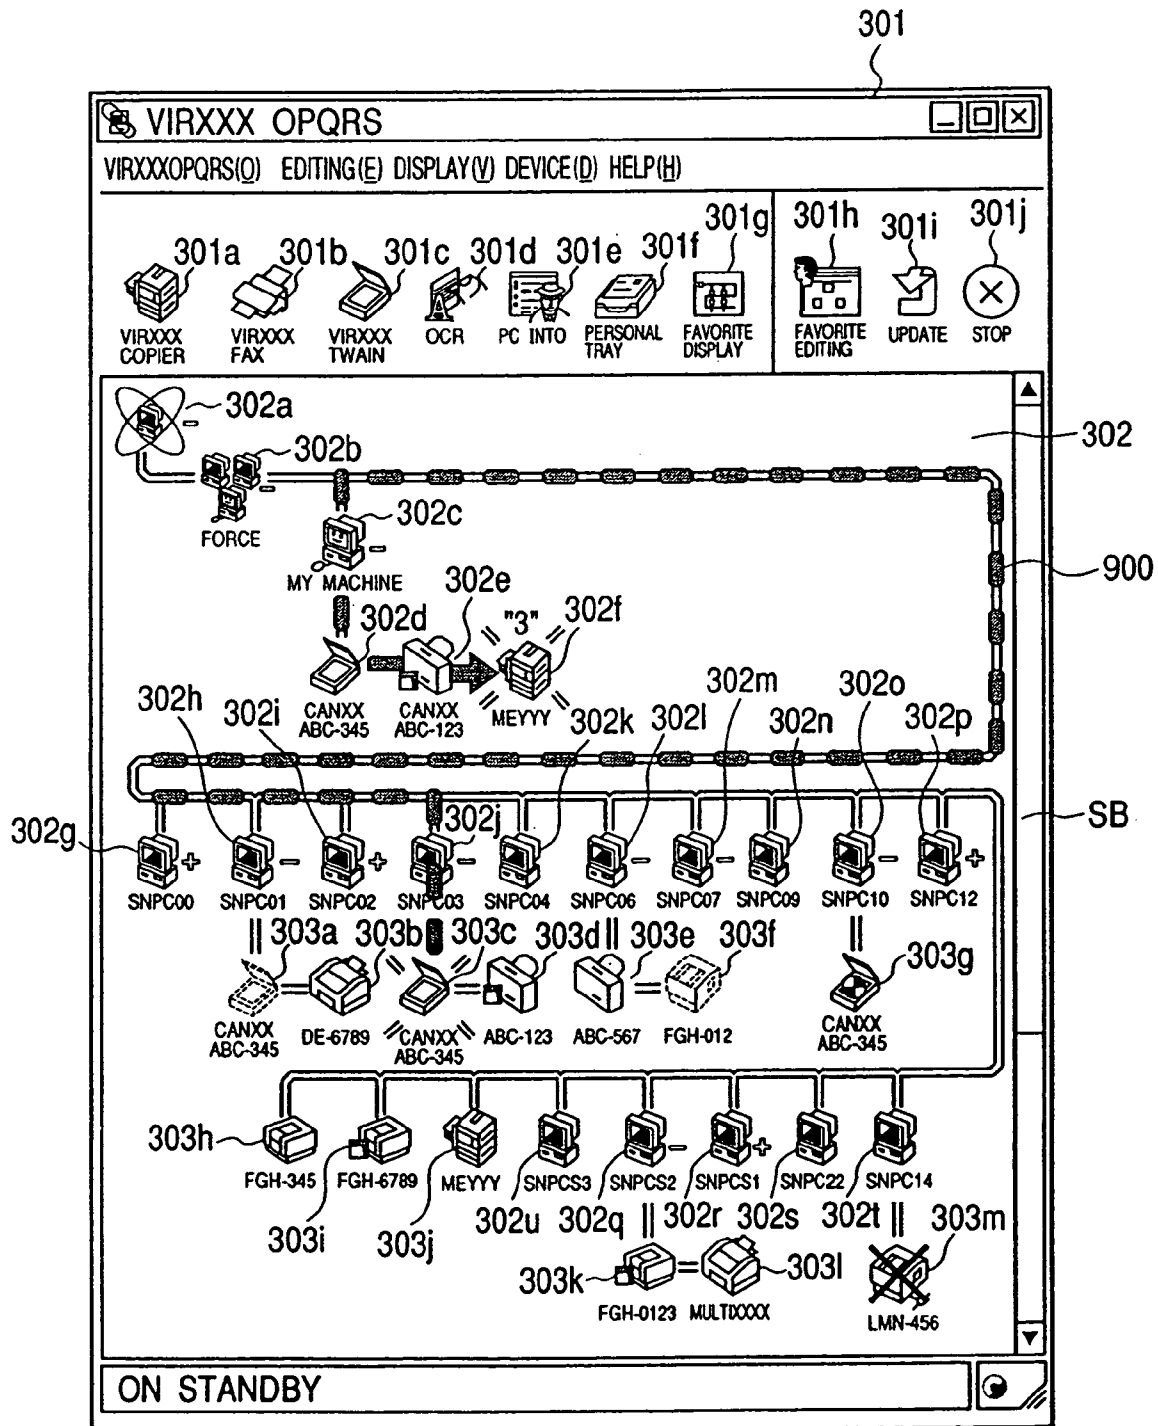 301
VIRXXX OPQRS
VIRXXXOPQRS(O) EDITING(E) DISPLAY(V) DEVICE(D) HELP(H)
301a 301b 301c 301d 301e 301f 301g 301h 301i 301j
VIRXXX COPIER
VIRXXX FAX
VIRXXX TWAIN
OCR
PC INTO
PERSONAL TRAY
FAVORITE DISPLAY
FAVORITE EDITING
UPDATE
STOP
302a
302
302b
FORCE
302c
MY MACHINE
900
302d 302e "3" 302f
CANXX ABC-345
CANXX ABC-123
MEYYY
302h 302i 302k 302l 302m 302n 302o 302p
302g 302j SB
SNPC00 SNPC01 SNPC02 SNPC03 SNPC04 SNPC06 SNPC07 SNPC09 SNPC10 SNPC12
303a 303b 303c 303d 303e 303f 303g
CANXX ABC-345
DE-6789
CANXX ABC-345
ABC-123
ABC-567
FGH-012
CANXX ABC-345
303h
FGH-345 FGH-6789 MEYYY SNPCS3 SNPCS2 SNPCS1 SNPC22 SNPC14
303i 303j 302u 302q 302r 302s 302t 303m
303k 303l
FGH-0123 MULTIXXXX LMN-456
ON STANDBY